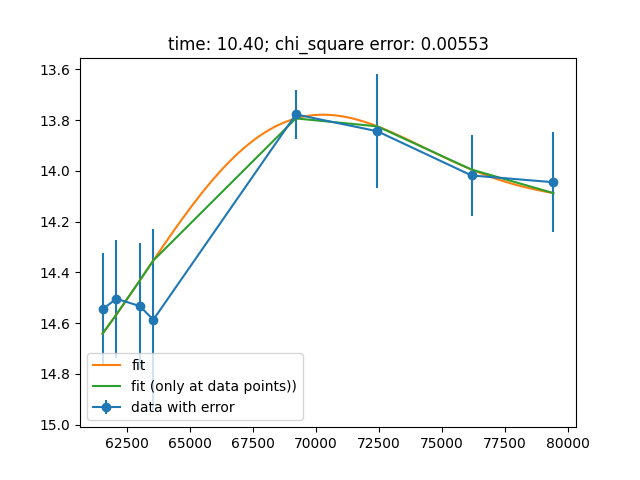 time: 10.40; chi_square error: 0.00553
13.6
13.8
14.0
14.2
14.4
14.6
14.8
15.0
fit
fit (only at data points))
data with error
62500 65000 67500 70000 72500 75000 77500 80000